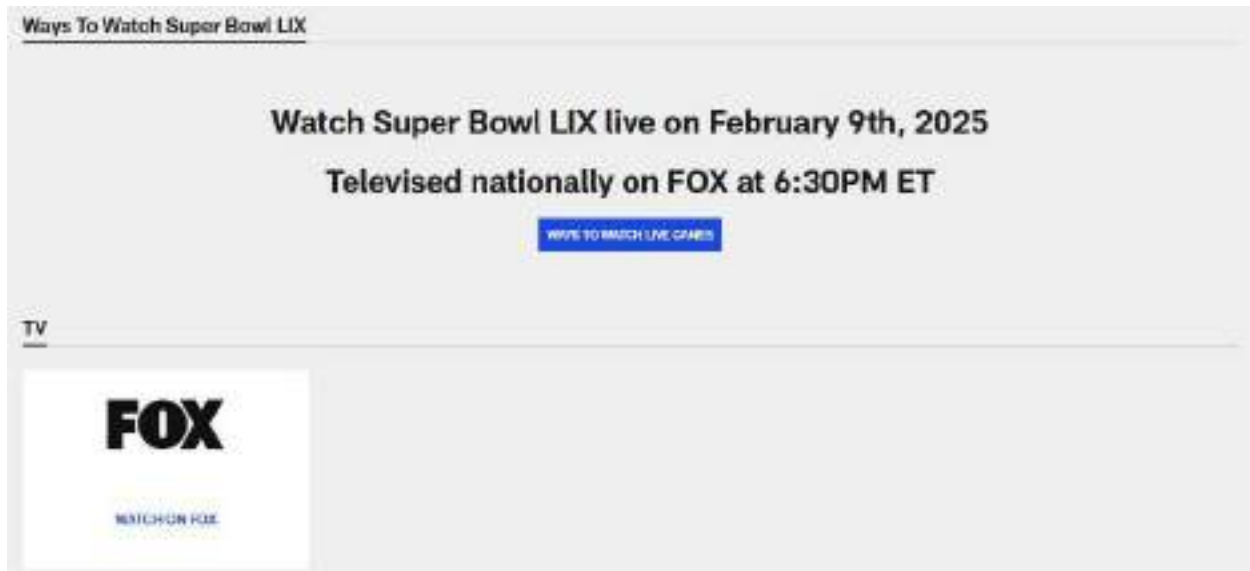 Ways To Watch Super Bowl LIX
Watch Super Bowl LIX live on February 9th, 2025
Televised nationally on FOX at 6:30PM ET
WAYS TO WATCH LIVE GAMES
TV
FOX
WATCH ON FOX